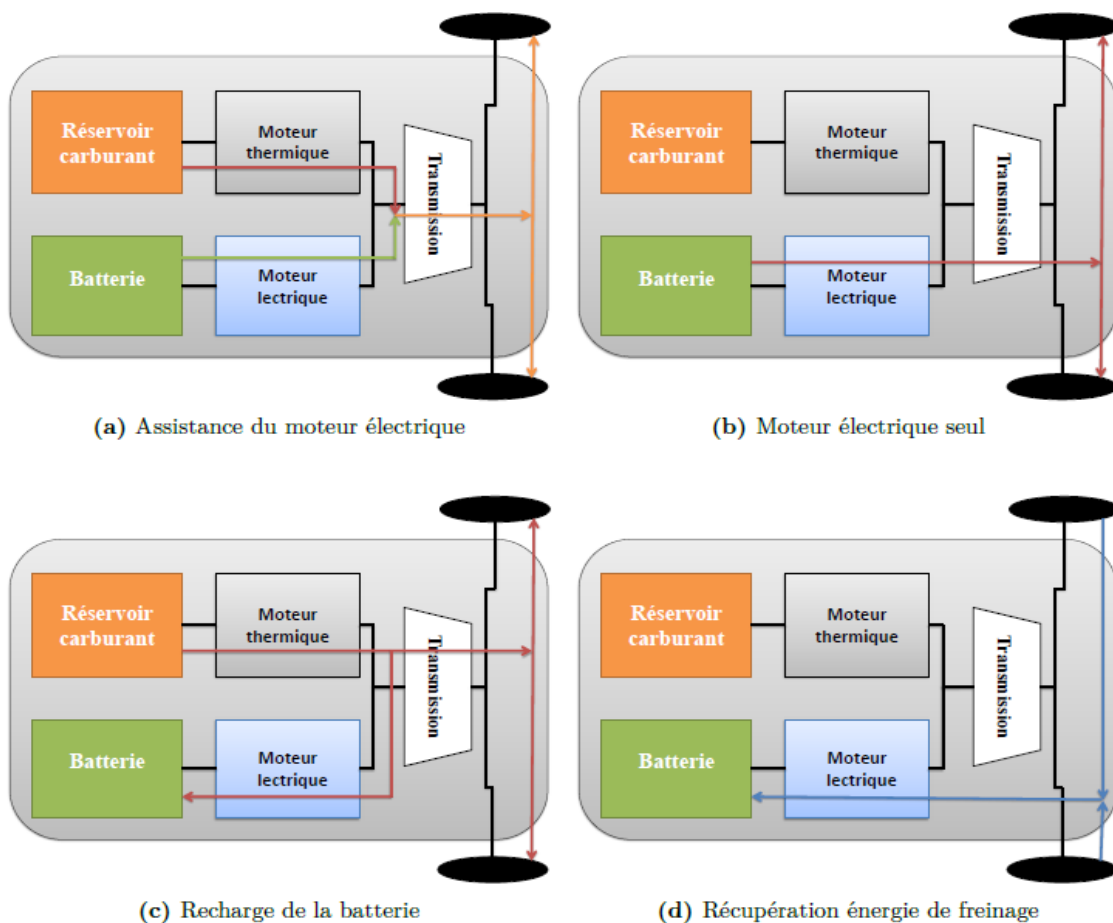 Réservoir
carburant
Moteur
thermique
Transmission
Batterie
Moteur
lectrique
(a) Assistance du moteur électrique
Réservoir
carburant
Moteur
thermique
Transmission
Batterie
Moteur
lectrique
(b) Moteur électrique seul
Réservoir
carburant
Moteur
thermique
Transmission
Batterie
Moteur
lectrique
(c) Recharge de la batterie
Réservoir
carburant
Moteur
thermique
Transmission
Batterie
Moteur
lectrique
(d) Récupération énergie de freinage